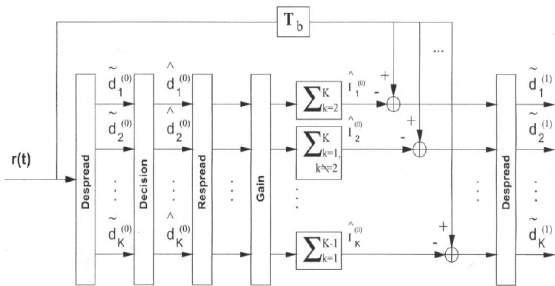 T_b
+ ...
r(t)
Despread
d̃_1^(0)
d̃_2^(0)
. . .
d̃_K^(0)
Decision
d̂_1^(0)
d̂_2^(0)
. . .
d̂_K^(0)
Respread
. . .
Gain
∑_{k=2}^{K}
∑_{k=1, k≠2}^{K}
. . .
∑_{k=1}^{K-1}
Î_1^(0)
-
Î_2^(0)
- +
Î_K^(0)
- +
. . .
Despread
d̃_1^(1)
d̃_2^(1)
. . .
d̃_K^(1)